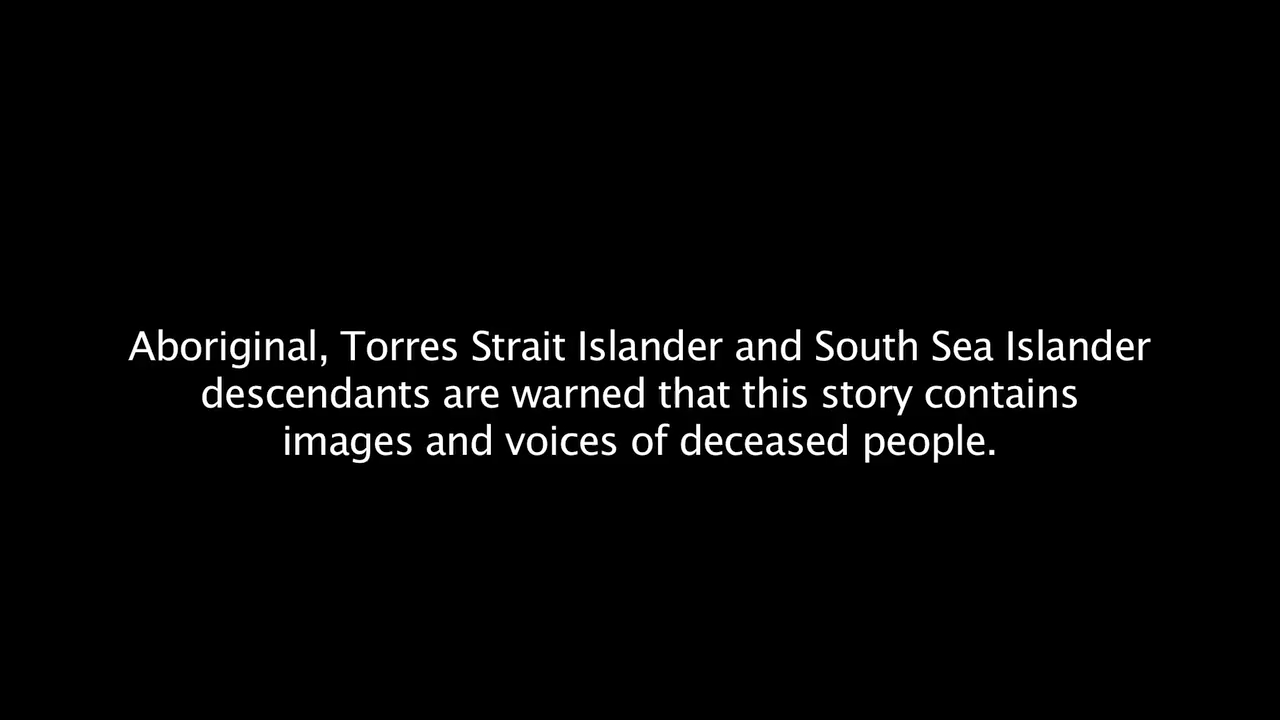 Aboriginal, Torres Strait Islander and South Sea Islander
descendants are warned that this story contains
images and voices of deceased people.